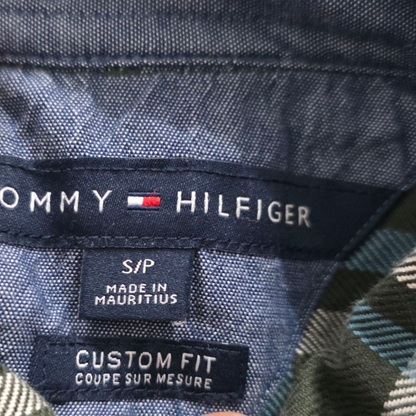 OMMY HILFIGER
S/P
MADE IN
MAURITIUS
CUSTOM FIT
COUPE SUR MESURE